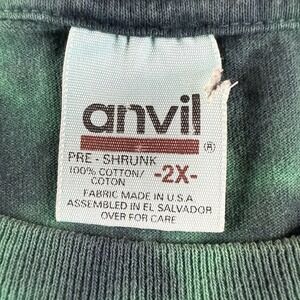 anvil
®
PRE - SHRUNK
100% COTTON/
COTON
-2X-
FABRIC MADE IN U.S.A
ASSEMBLED IN EL SALVADOR
OVER FOR CARE